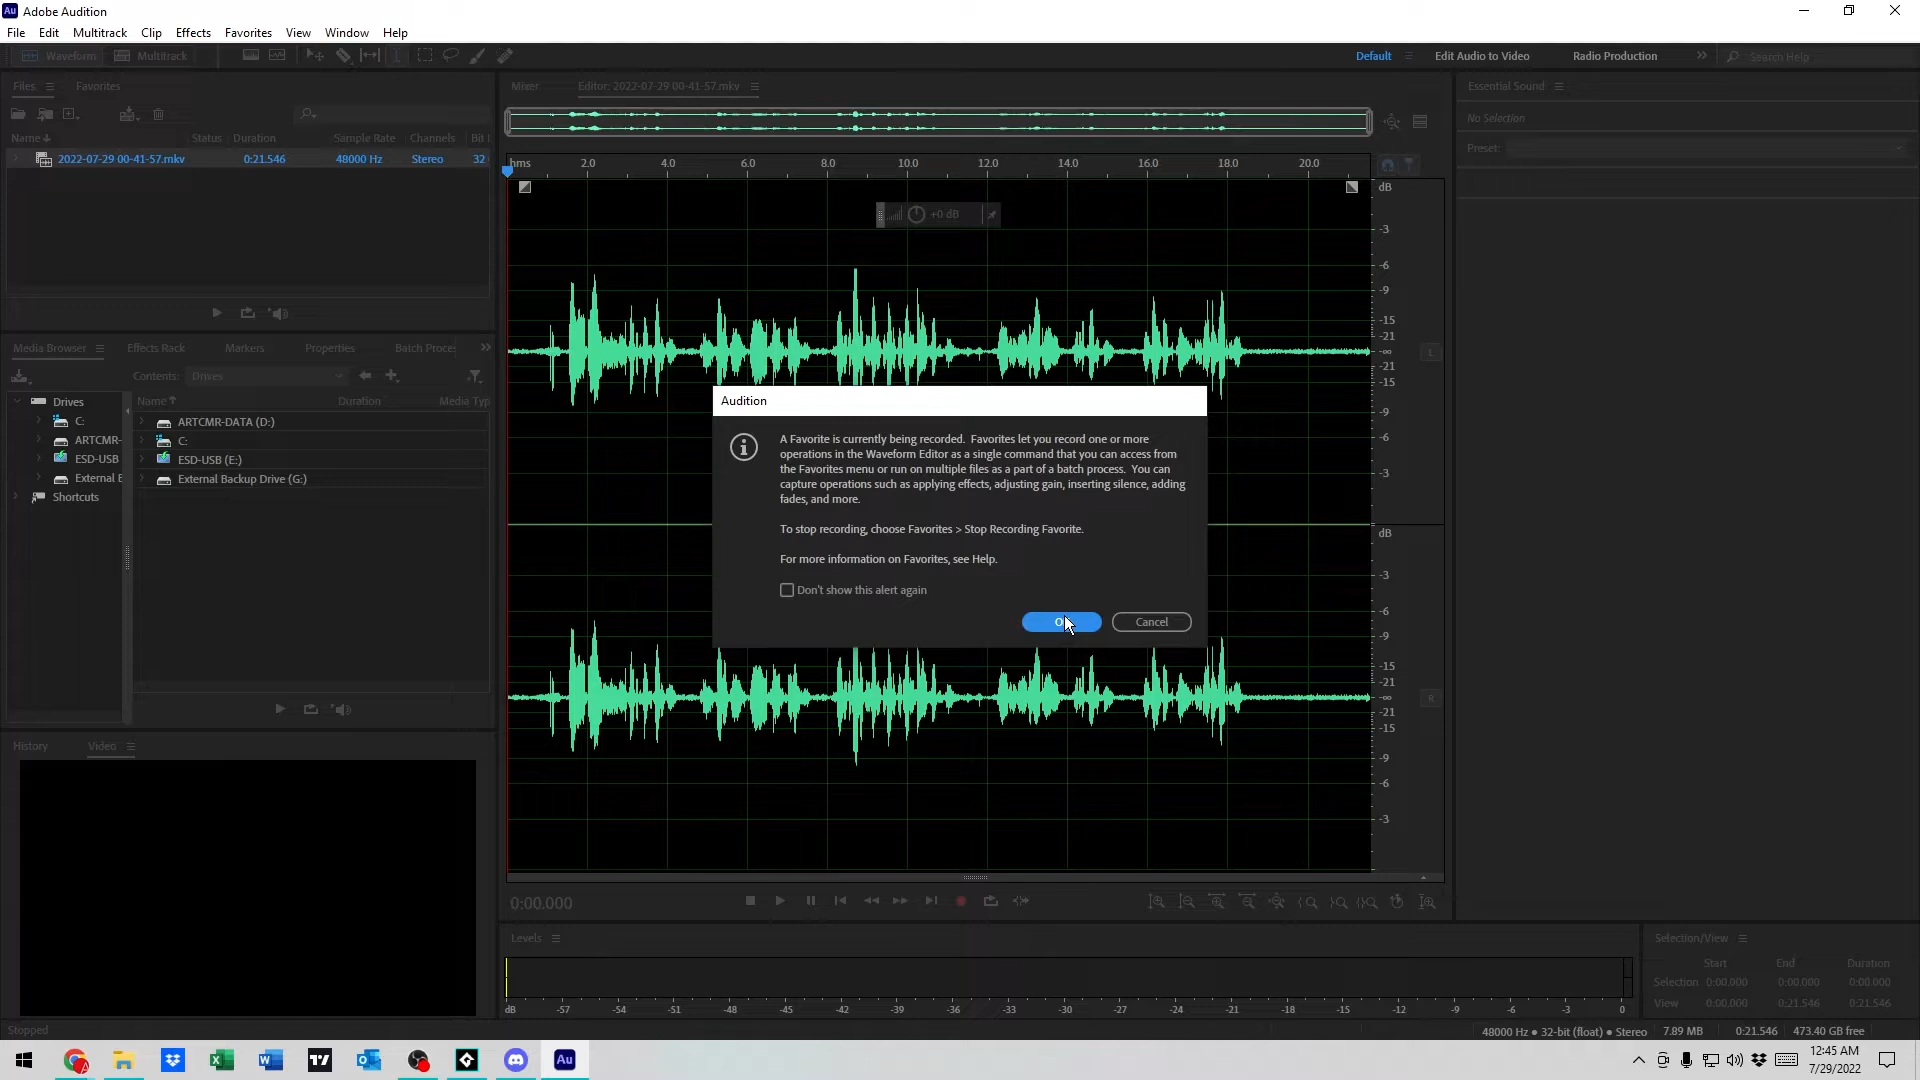 Au Adobe Audition
File Edit Multitrack Clip Effects Favorites View Window Help
Waveform Multitrack Default Edit Audio to Video Radio Production Search Help
Files Favorites
Name Status Duration Sample Rate Channels Bit
2022-07-29 00-41-57.mkv 0:21.546 48000 Hz Stereo 32
Mixer Editor: 2022-07-29 00-41-57.mkv
hms 2.0 4.0 6.0 8.0 10.0 12.0 14.0 16.0 18.0 20.0
+0 dB
dB
-3
-6
-9
-15
-21
-∞
-21
-15
-9
-6
-3
L
dB
-3
-6
-9
-15
-21
-∞
-21
-15
-9
-6
-3
R
Essential Sound
No Selection
Preset:
Media Browser Effects Rack Markers Properties Batch Proce
Contents: Drives
Drives
C:
ARTCMR-
ESD-USB
External E
Shortcuts
Name Duration Media Typ
ARTCMR-DATA (D:)
C:
ESD-USB (E:)
External Backup Drive (G:)
Audition
A Favorite is currently being recorded. Favorites let you record one or more
operations in the Waveform Editor as a single command that you can access from
the Favorites menu or run on multiple files as a part of a batch process. You can
capture operations such as applying effects, adjusting gain, inserting silence, adding
fades, and more.
To stop recording, choose Favorites > Stop Recording Favorite.
For more information on Favorites, see Help.
Don't show this alert again
Cancel
History Video
0:00.000
Levels
dB -57 -54 -51 -48 -45 -42 -39 -36 -33 -30 -27 -24 -21 -18 -15 -12 -9 -6 -3 0
Selection/View
Start End Duration
Selection 0:00.000 0:00.000 0:00.000
View 0:00.000 0:21.546 0:21.546
Stopped
48000 Hz ● 32-bit (float) ● Stereo 7.89 MB 0:21.546 473.40 GB free
Au
12:45 AM
7/29/2022